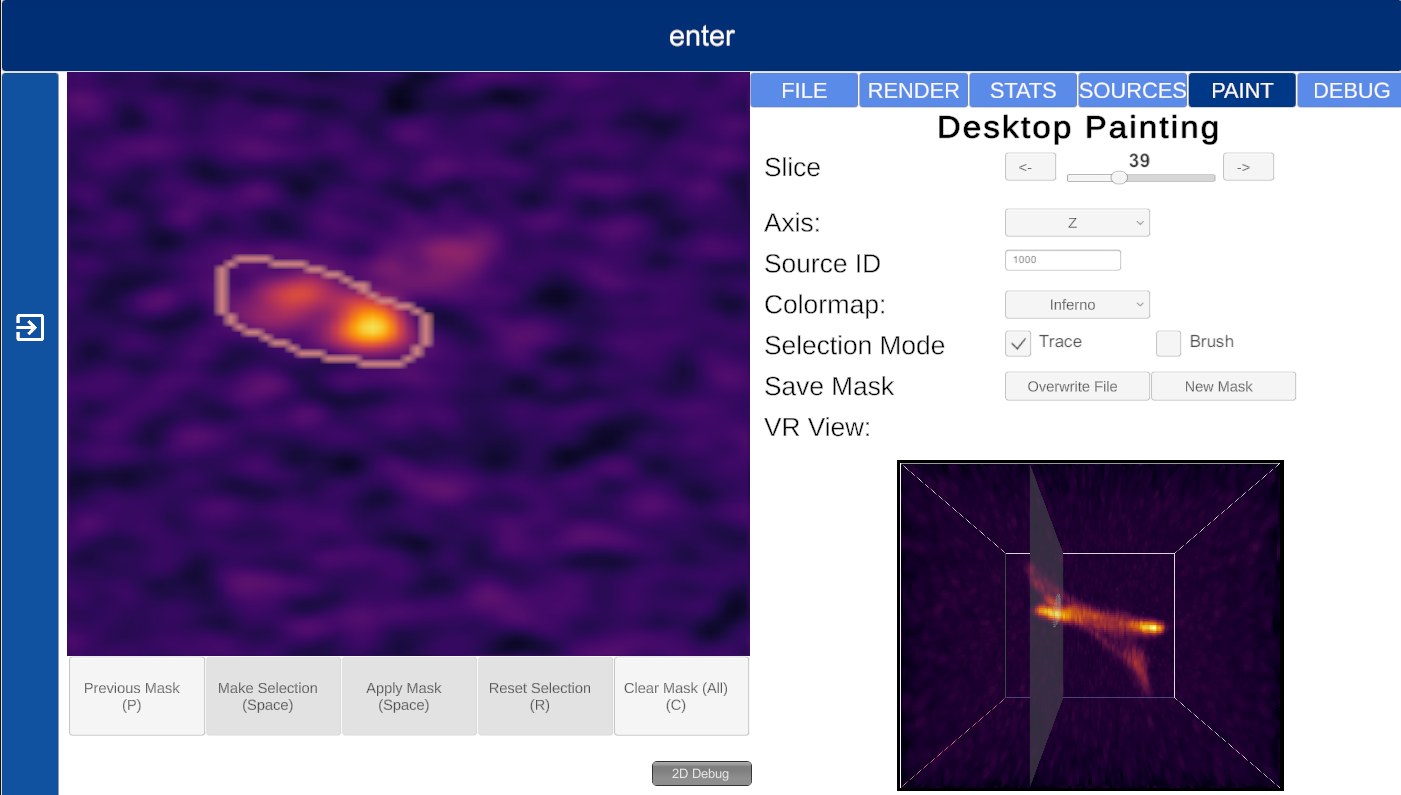 enter
FILE RENDER STATS SOURCES PAINT DEBUG
Desktop Painting
Slice <- 39 ->
Axis: Z
Source ID 1000
Colormap: Inferno
Selection Mode Trace Brush
Save Mask Overwrite File New Mask
VR View:
Previous Mask (P)
Make Selection (Space)
Apply Mask (Space)
Reset Selection (R)
Clear Mask (All) (C)
2D Debug